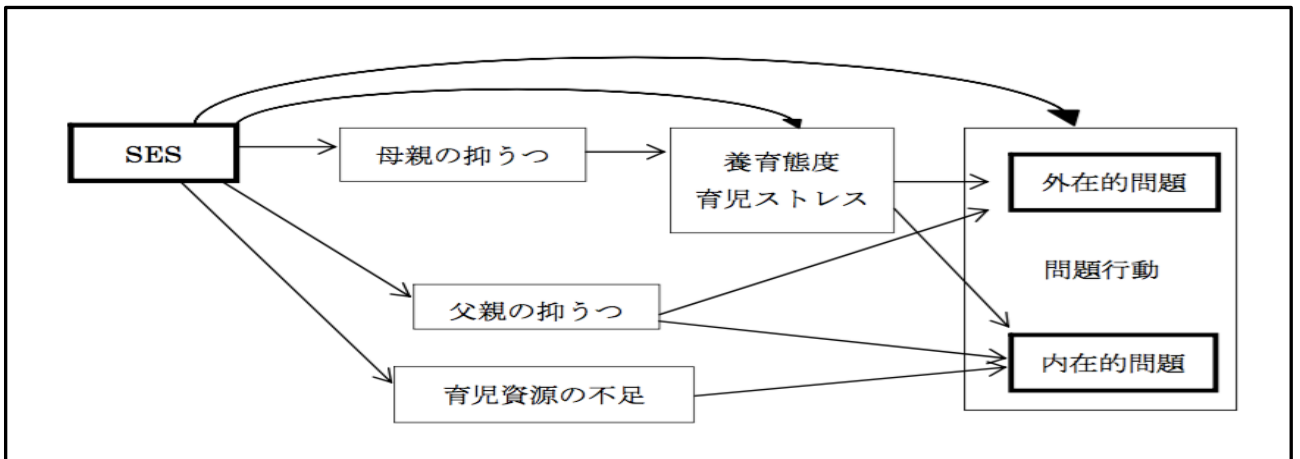 SES
母親の抑うつ
養育態度
育児ストレス
外在的問題
問題行動
父親の抑うつ
内在的問題
育児資源の不足